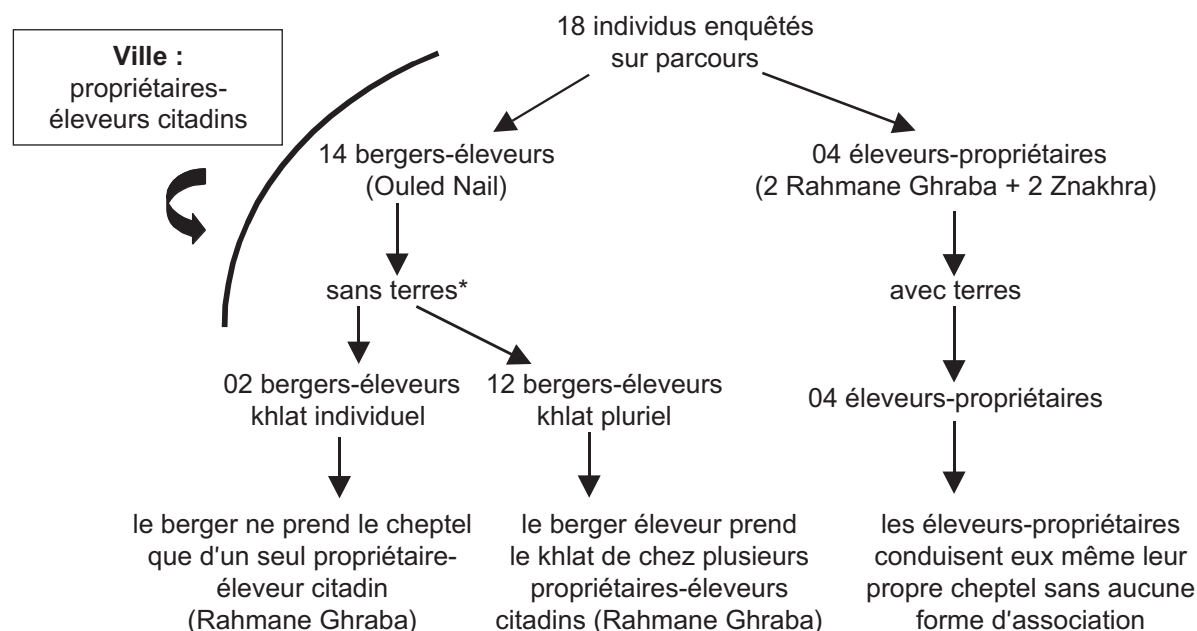 Ville :
propriétaires-
éleveurs citadins
18 individus enquêtés
sur parcours
14 bergers-éleveurs
(Ouled Nail)
04 éleveurs-propriétaires
(2 Rahmane Ghraba + 2 Znakhra)
sans terres*
avec terres
02 bergers-éleveurs
khlat individuel
12 bergers-éleveurs
khlat pluriel
04 éleveurs-propriétaires
le berger ne prend le cheptel
que d'un seul propriétaire-
éleveur citadin
(Rahmane Ghraba)
le berger éleveur prend
le khlat de chez plusieurs
propriétaires-éleveurs
citadins (Rahmane Ghraba)
les éleveurs-propriétaires
conduisent eux même leur
propre cheptel sans aucune
forme d'association